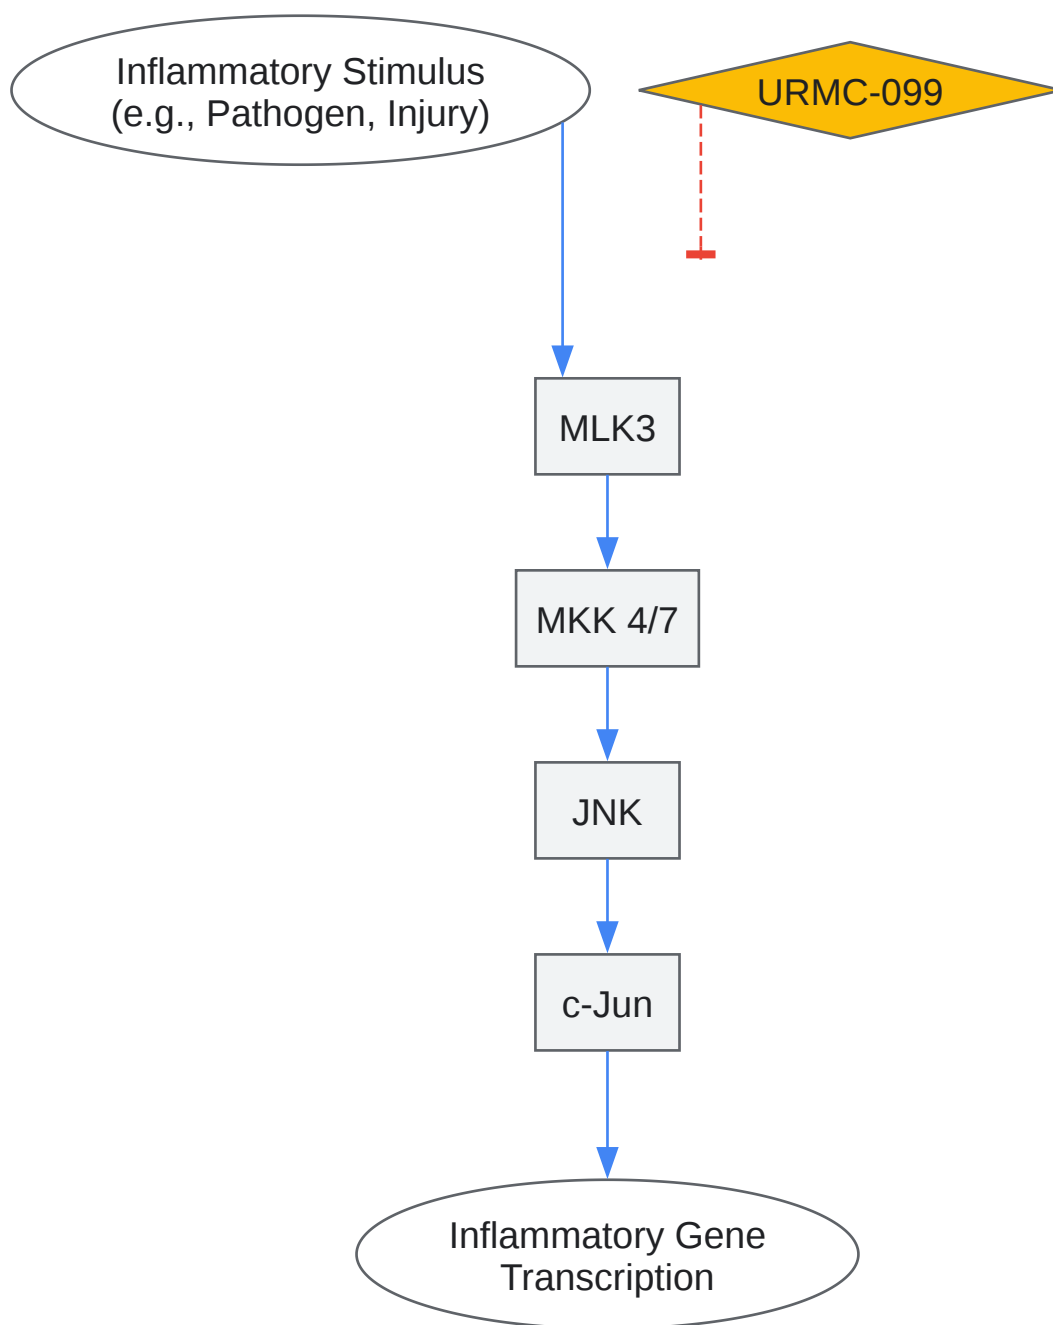 Inflammatory Stimulus
(e.g., Pathogen, Injury)
URMC-099
MLK3
MKK 4/7
JNK
c-Jun
Inflammatory Gene
Transcription